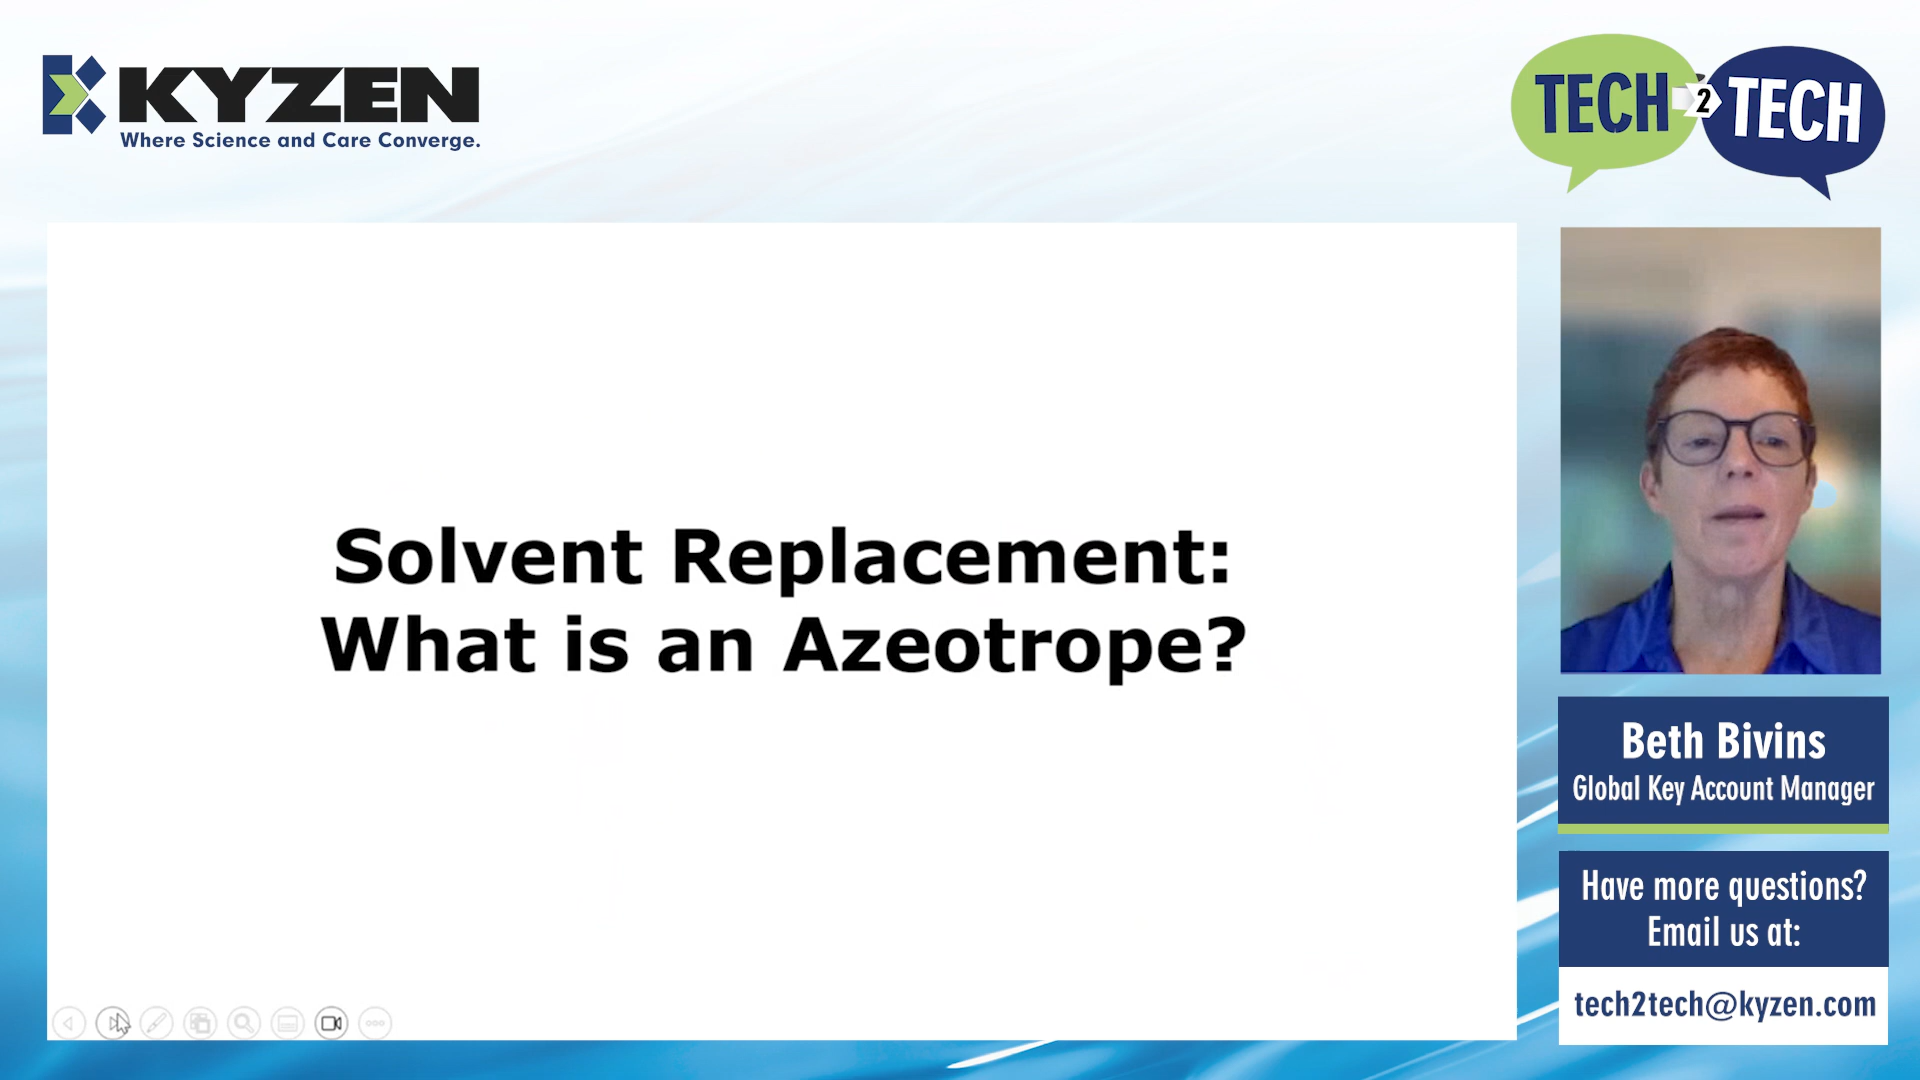 KYZEN
Where Science and Care Converge.
TECH 2 TECH
Solvent Replacement:
What is an Azeotrope?
Beth Bivins
Global Key Account Manager
Have more questions?
Email us at:
tech2tech@kyzen.com